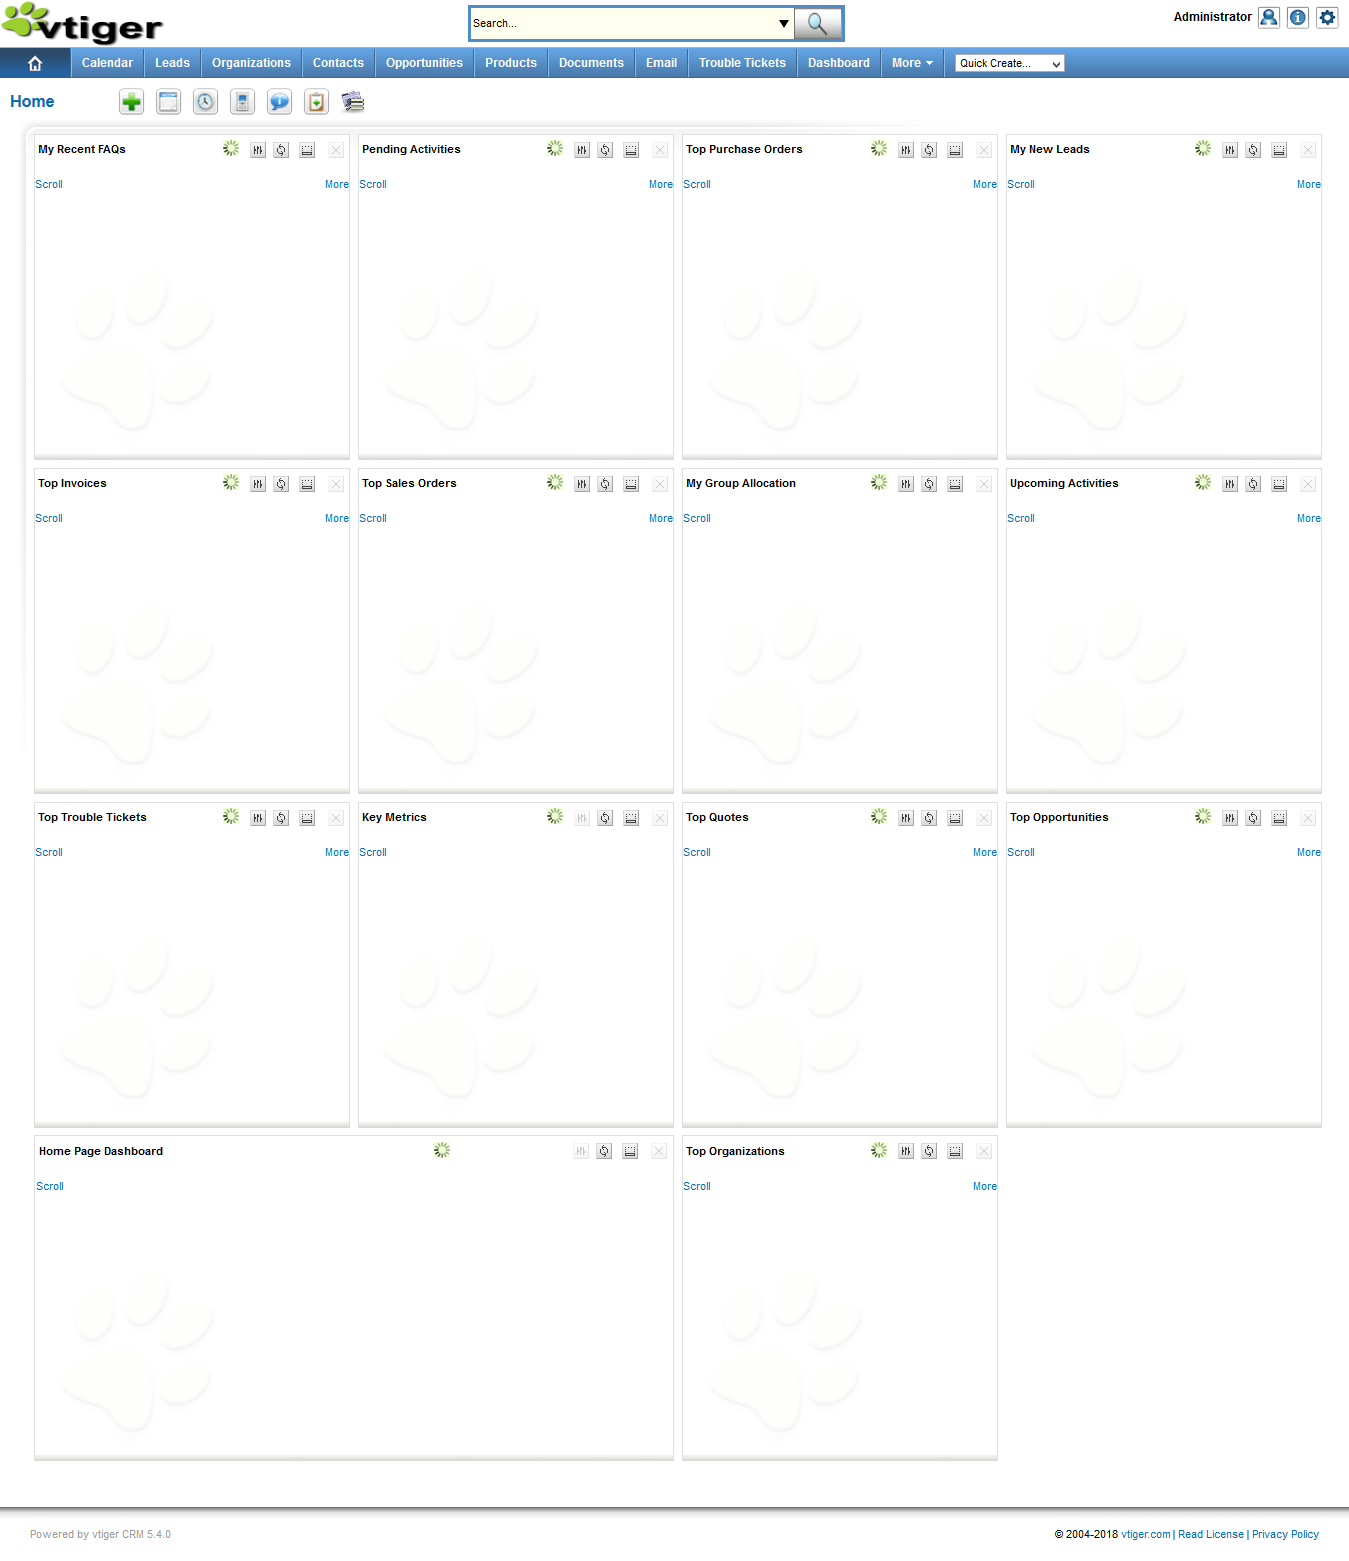 vtiger
Search...
Administrator
Calendar Leads Organizations Contacts Opportunities Products Documents Email Trouble Tickets Dashboard More Quick Create...
Home
My Recent FAQs Pending Activities Top Purchase Orders My New Leads
Scroll More Scroll More Scroll More Scroll More
Top Invoices Top Sales Orders My Group Allocation Upcoming Activities
Scroll More Scroll More Scroll Scroll More
Top Trouble Tickets Key Metrics Top Quotes Top Opportunities
Scroll More Scroll Scroll More Scroll More
Home Page Dashboard Top Organizations
Scroll Scroll More
Powered by vtiger CRM 5.4.0 © 2004-2018 vtiger.com | Read License | Privacy Policy